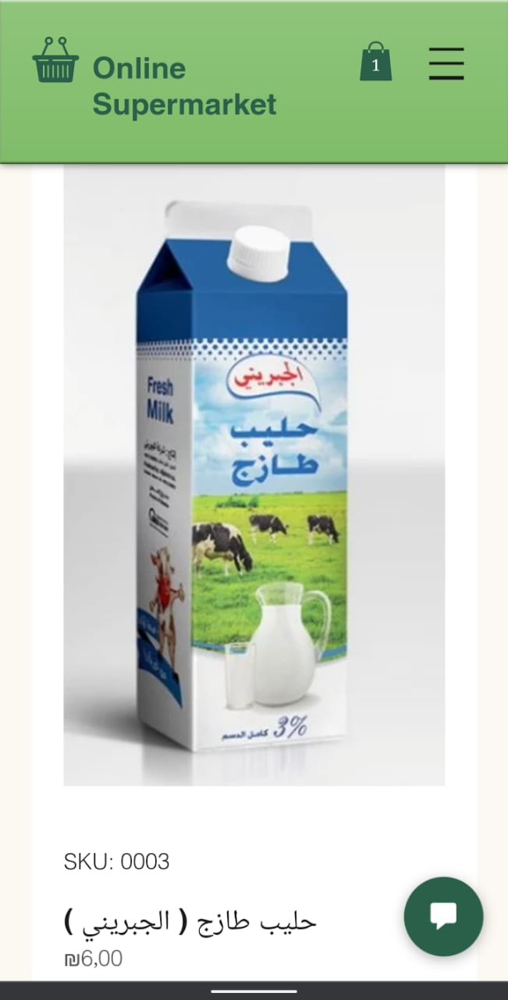 Online
Supermarket
1
الجبريني
Fresh
Milk
حليب
طازج
3% كامل الدسم
SKU: 0003
حليب طازج ( الجبريني )
₪6,00